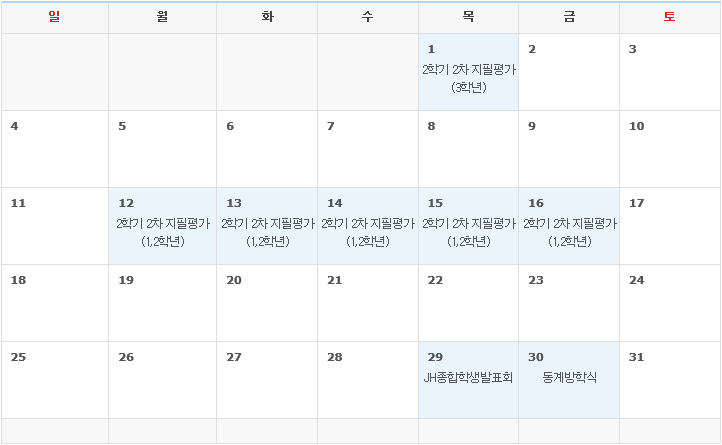 일 월 화 수 목 금 토
1 2 3
2학기 2차 지필평가
(3학년)
4 5 6 7 8 9 10
11 12 13 14 15 16 17
2학기 2차 지필평가 2학기 2차 지필평가 2학기 2차 지필평가 2학기 2차 지필평가 2학기 2차 지필평가
(1,2학년) (1,2학년) (1,2학년) (1,2학년) (1,2학년)
18 19 20 21 22 23 24
25 26 27 28 29 30 31
JH종합학생발표회 동계방학식